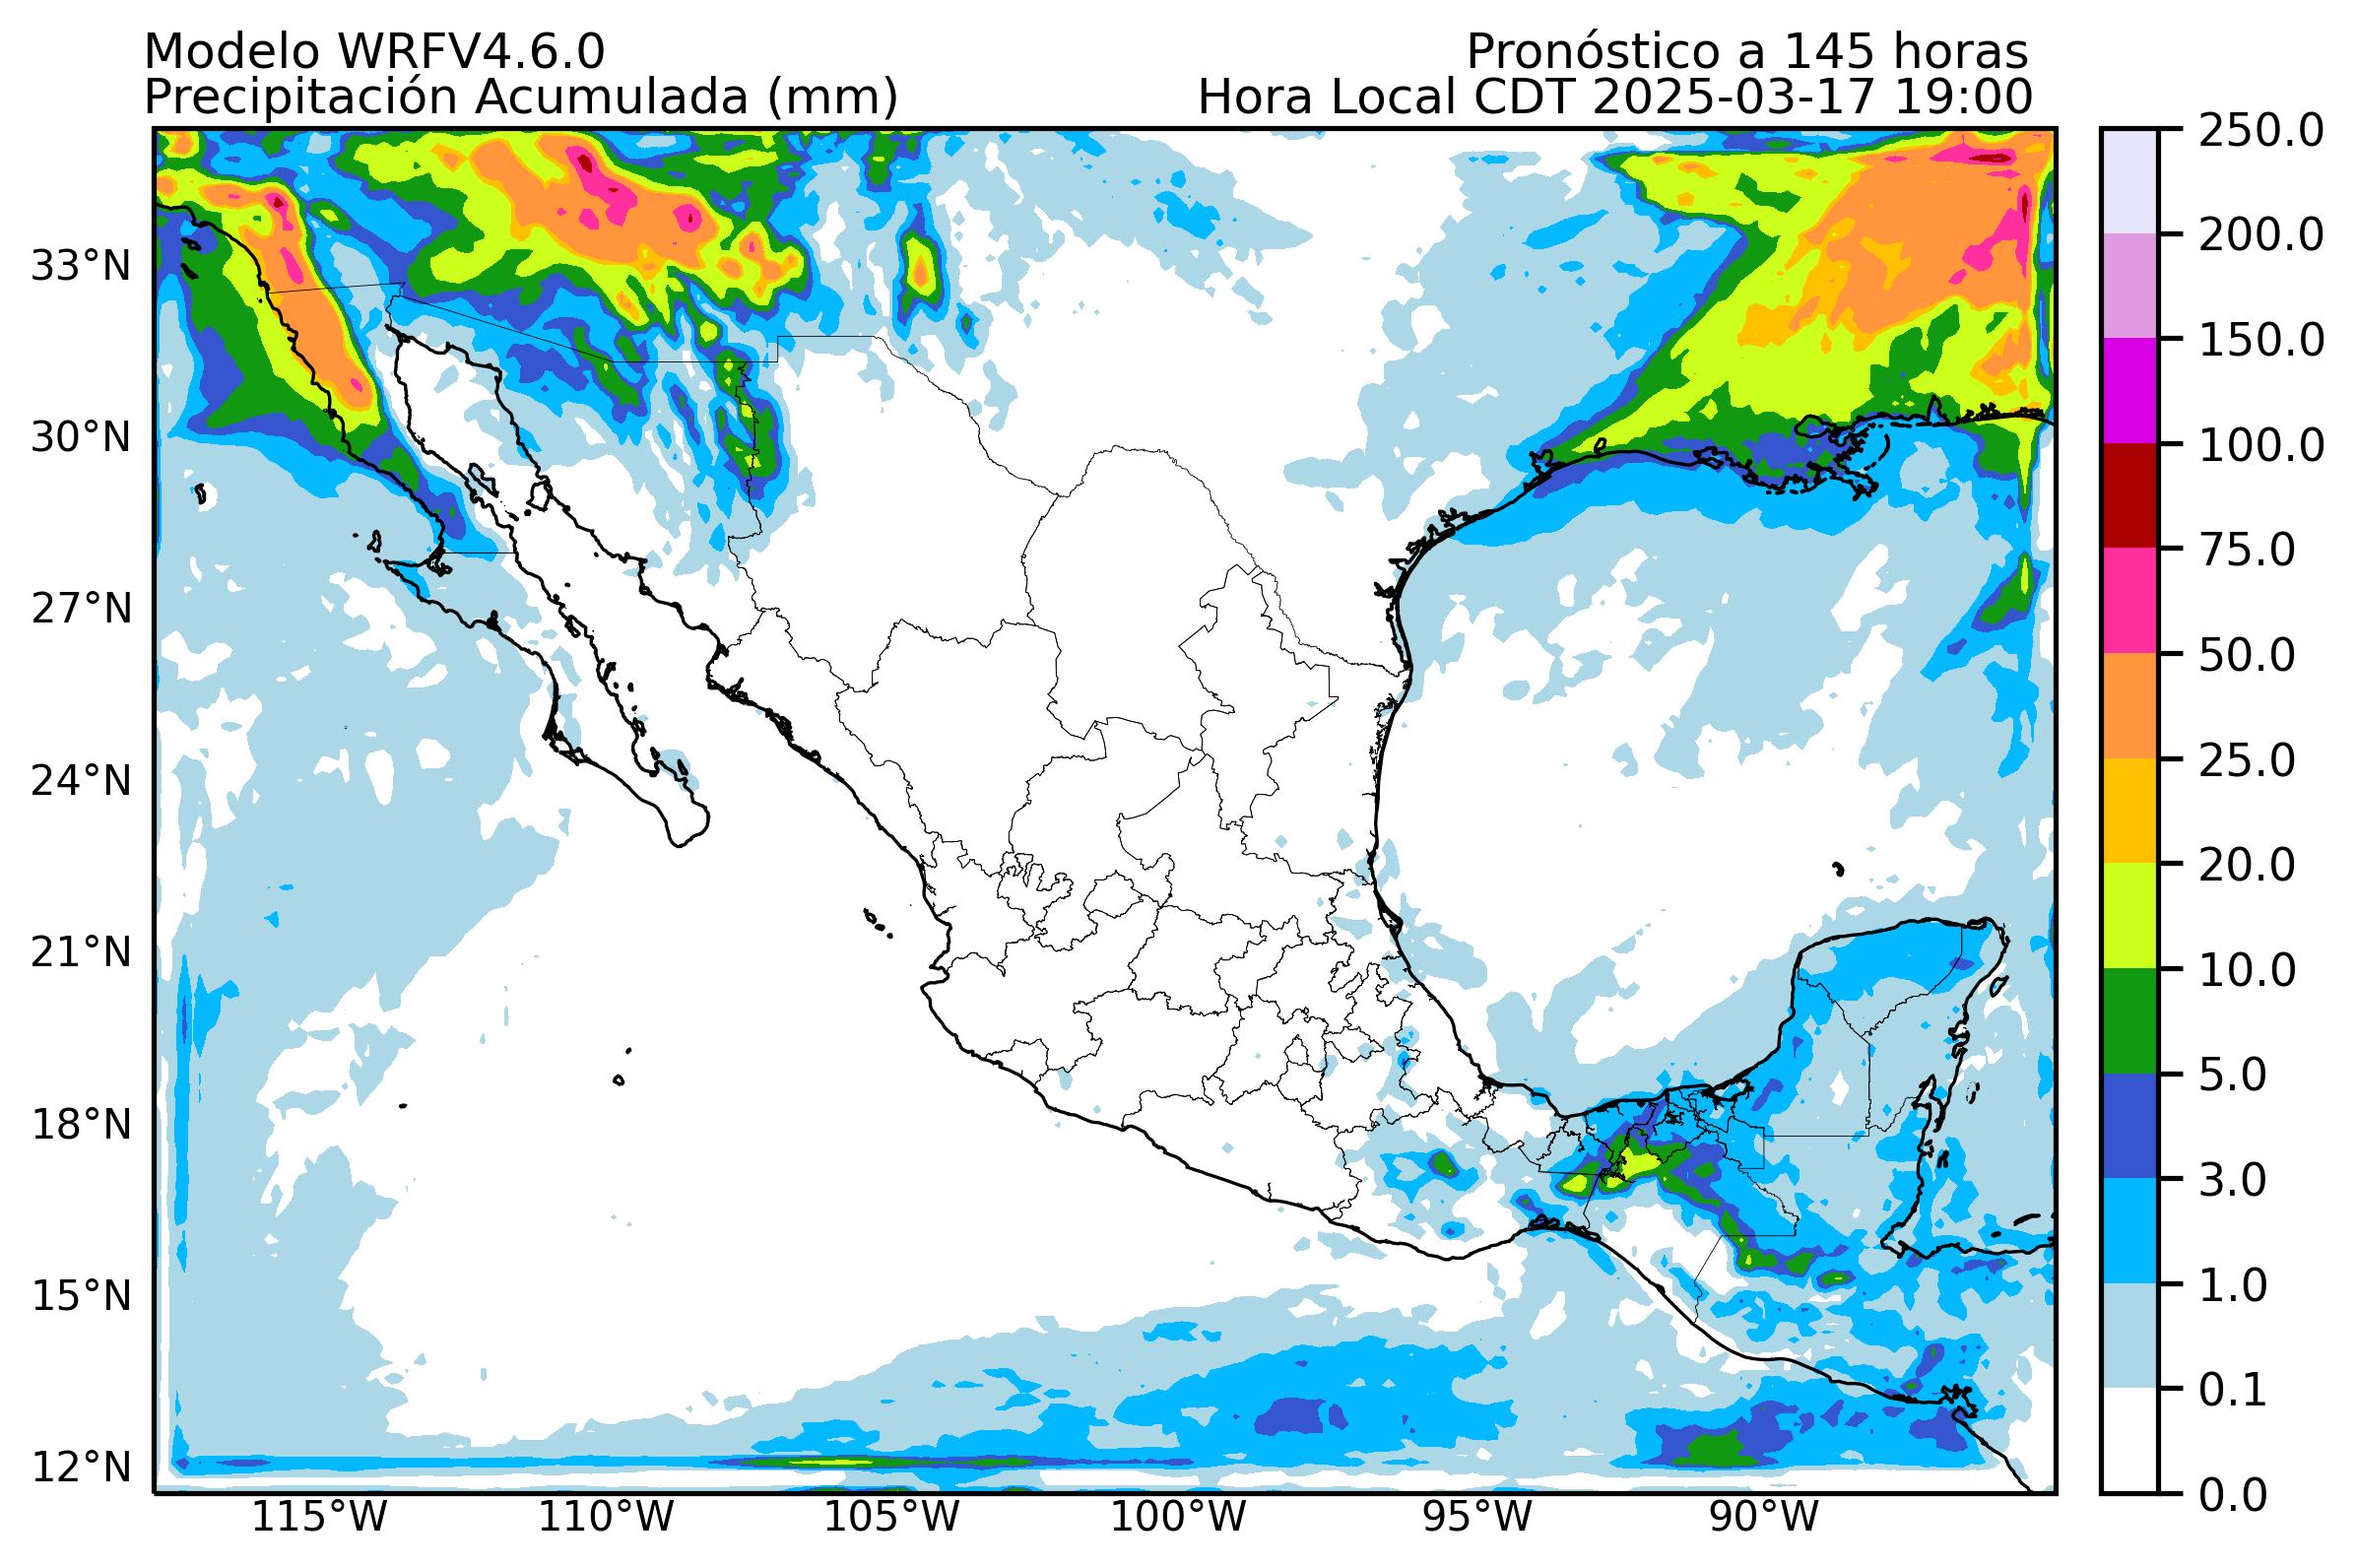 Modelo WRFV4.6.0
Pronóstico a 145 horas
Precipitación Acumulada (mm)
Hora Local CDT 2025-03-17 19:00
33°N
30°N
27°N
24°N
21°N
18°N
15°N
12°N
115°W
110°W
105°W
100°W
95°W
90°W
250.0
200.0
150.0
100.0
75.0
50.0
25.0
20.0
10.0
5.0
3.0
1.0
0.1
0.0